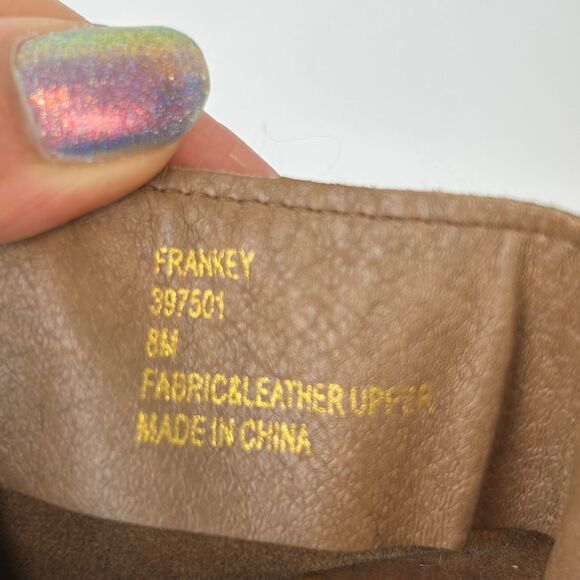 FRANKEY
397501
8M
FABRIC&LEATHER UPPER
MADE IN CHINA